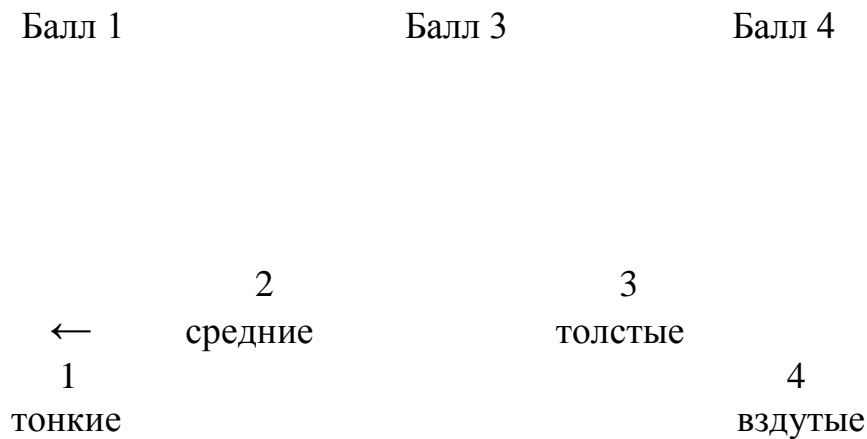 Балл 1 Балл 3 Балл 4
2 3
← средние толстые
1 4
тонкие вздутые